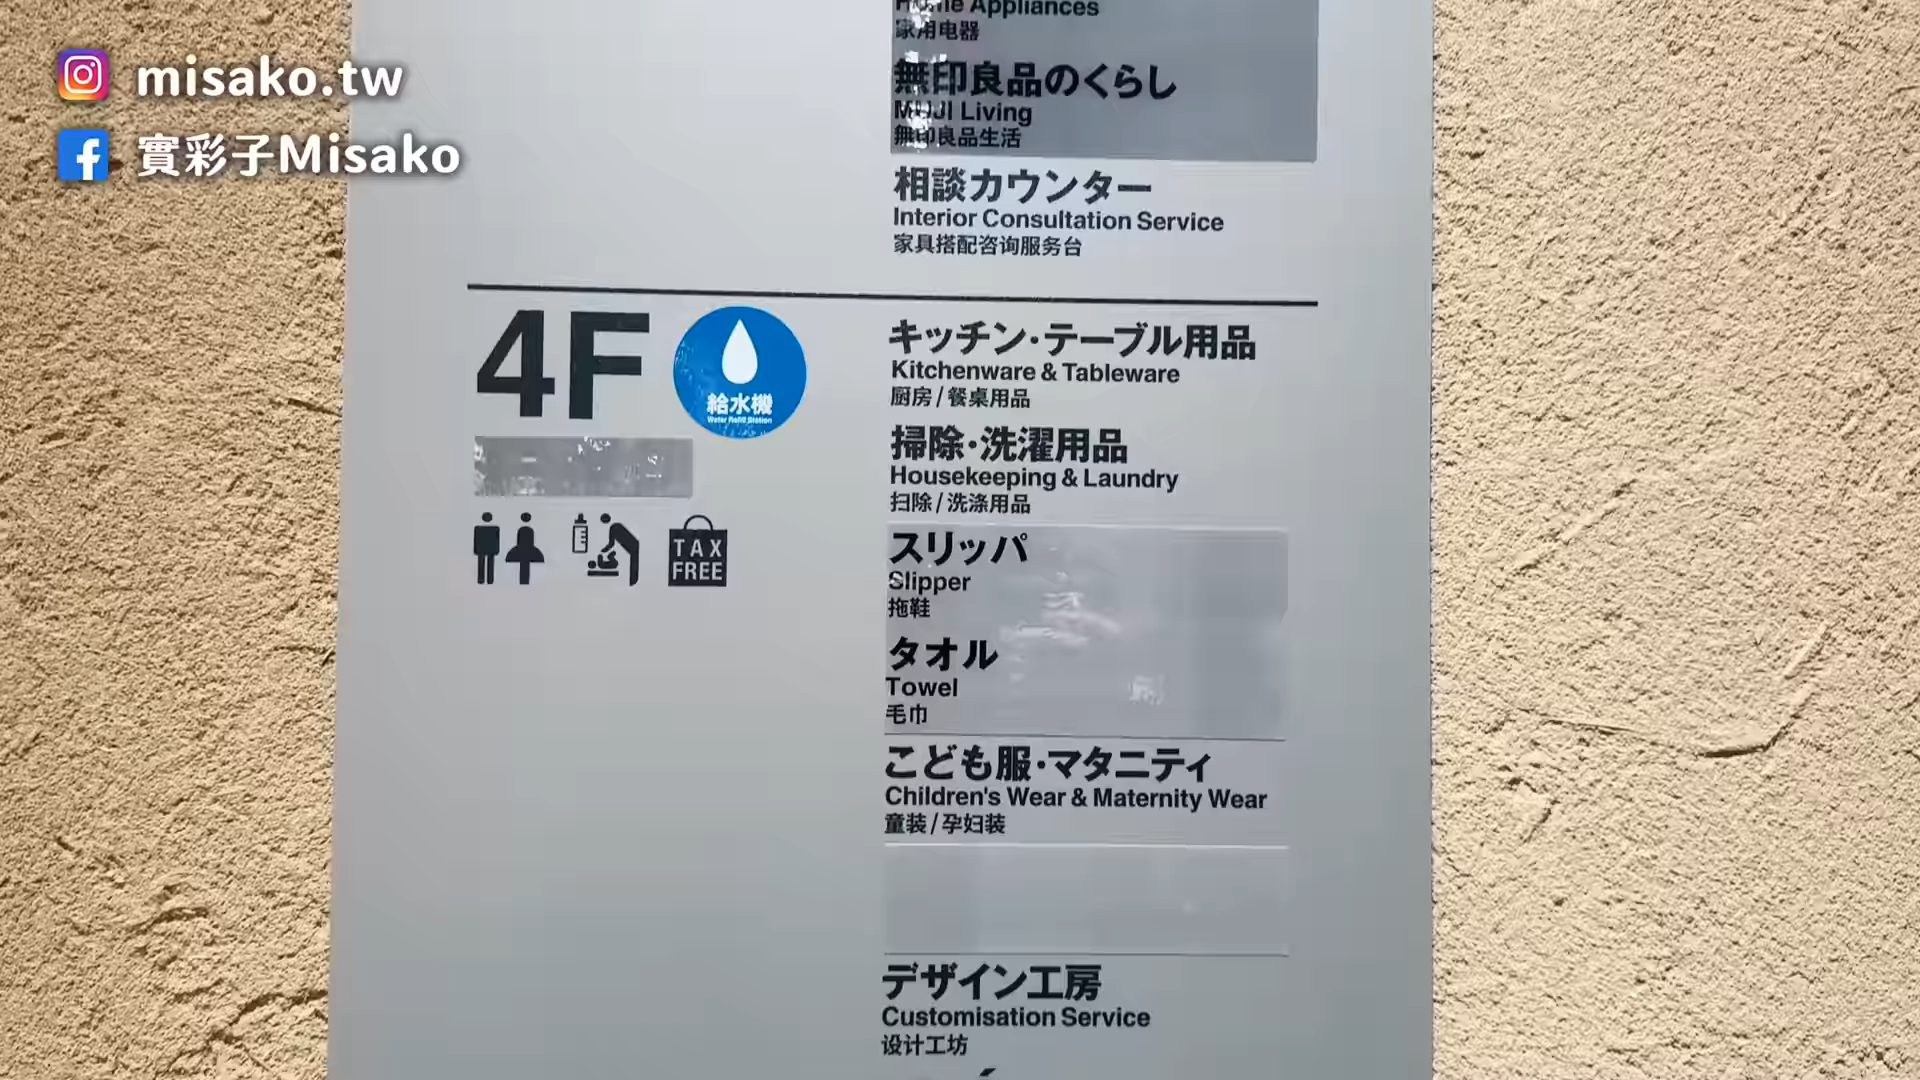 misako.tw
實彩子Misako
Home Appliances
家用电器
無印良品のくらし
MUJI Living
無印良品生活
相談カウンター
Interior Consultation Service
家具搭配咨询服务台
4F
給水機
Water Refill Station
TAX
FREE
キッチン・テーブル用品
Kitchenware & Tableware
厨房 / 餐桌用品
掃除・洗濯用品
Housekeeping & Laundry
扫除 / 洗涤用品
スリッパ
Slipper
拖鞋
タオル
Towel
毛巾
こども服・マタニティ
Children's Wear & Maternity Wear
童装 / 孕妇装
デザイン工房
Customisation Service
设计工坊